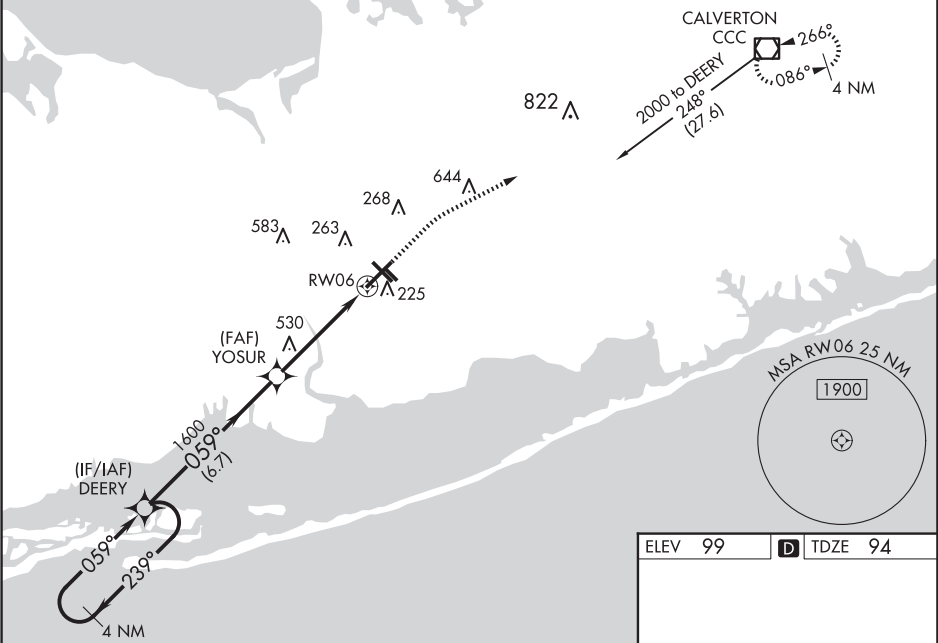 CALVERTON
CCC
266°
086°
4 NM
2000 to DEERY
248°
(27.6)
822
644
268
583
263
RW06
225
530
(FAF)
YOSUR
MSA RW06 25 NM
1900
1600
059°
(6.7)
(IF/IAF)
DEERY
059°
239°
4 NM
ELEV 99 D TDZE 94